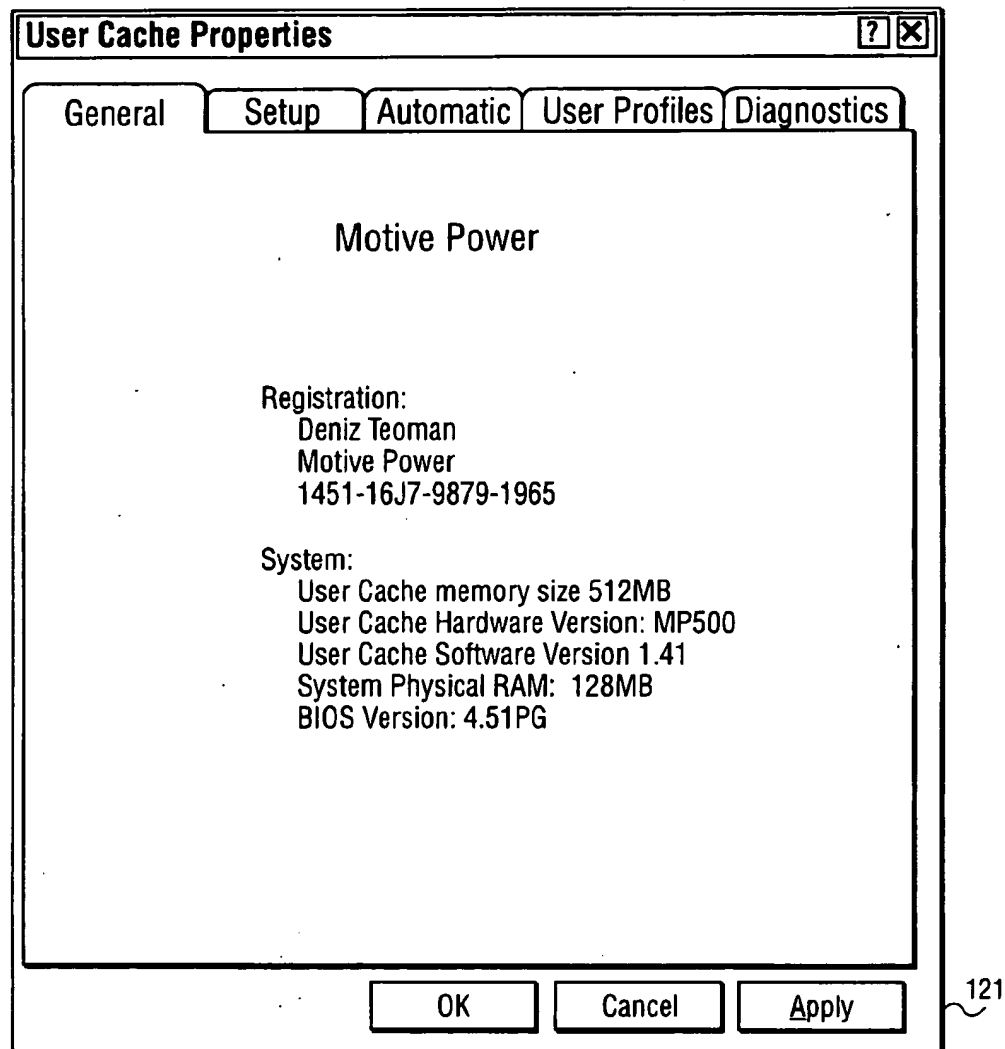 User Cache Properties ? X
General Setup Automatic User Profiles Diagnostics
Motive Power
Registration:
Deniz Teoman
Motive Power
1451-16J7-9879-1965
System:
User Cache memory size 512MB
User Cache Hardware Version: MP500
User Cache Software Version 1.41
System Physical RAM: 128MB
BIOS Version: 4.51PG
OK Cancel Apply
121